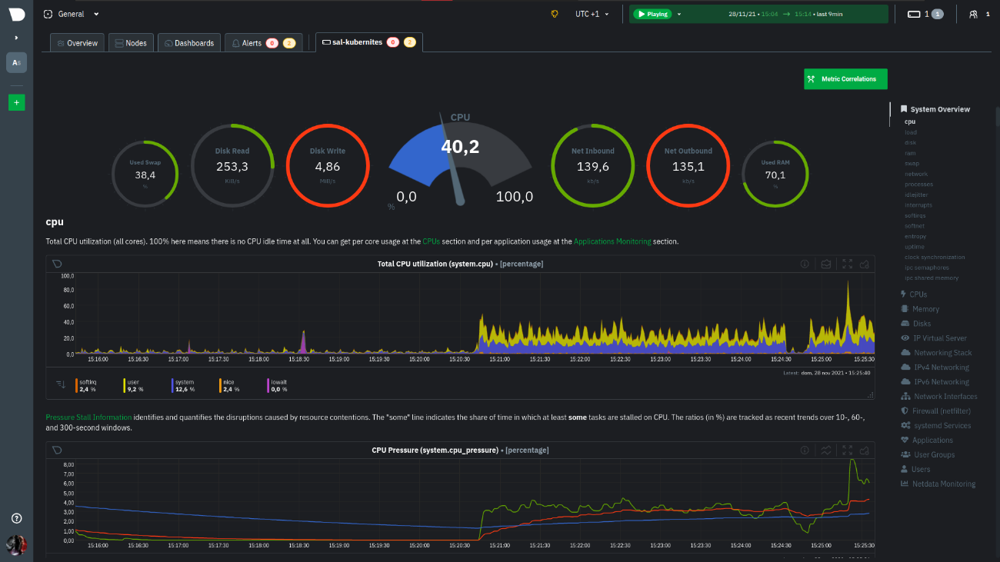 General
UTC +1
Playing
28/11/21 • 15:04 → 15:14 • last 9min
1 1
1
As
+
Overview
Nodes
Dashboards
Alerts 0 2
sal-kubernites 0 2
Metric Correlations
Used Swap
38,4
%
Disk Read
253,3
KiB/s
Disk Write
4,86
MiB/s
CPU
40,2
0,0
100,0
%
Net Inbound
139,6
kb/s
Net Outbound
135,1
kb/s
Used RAM
70,1
%
System Overview
cpu
load
disk
ram
swap
network
processes
idlejitter
interrupts
softirqs
softnet
entropy
uptime
clock synchronization
ipc semaphores
ipc shared memory
CPUs
Memory
Disks
IP Virtual Server
Networking Stack
IPv4 Networking
IPv6 Networking
Network Interfaces
Firewall (netfilter)
systemd Services
Applications
User Groups
Users
Netdata Monitoring
cpu
Total CPU utilization (all cores). 100% here means there is no CPU idle time at all. You can get per core usage at the CPUs section and per application usage at the Applications Monitoring section.
Total CPU utilization (system.cpu) • [percentage]
100,0
80,0
60,0
40,0
20,0
0,0
15:16:00 15:16:30 15:17:00 15:17:30 15:18:00 15:18:30 15:19:00 15:19:30 15:20:00 15:20:30 15:21:00 15:21:30 15:22:00 15:22:30 15:23:00 15:23:30 15:24:00 15:24:30 15:25:00 15:25:30
Latest: dom, 28 nov 2021 • 15:25:40
softirq
2,4 %
user
9,2 %
system
12,6 %
nice
2,4 %
iowait
0,0 %
Pressure Stall Information identifies and quantifies the disruptions caused by resource contentions. The "some" line indicates the share of time in which at least some tasks are stalled on CPU. The ratios (in %) are tracked as recent trends over 10-, 60-,
and 300-second windows.
CPU Pressure (system.cpu_pressure) • [percentage]
8,00
7,00
6,00
5,00
4,00
3,00
2,00
1,00
0,00
15:16:00 15:16:30 15:17:00 15:17:30 15:18:00 15:18:30 15:19:00 15:19:30 15:20:00 15:20:30 15:21:00 15:21:30 15:22:00 15:22:30 15:23:00 15:23:30 15:24:00 15:24:30 15:25:00 15:25:30